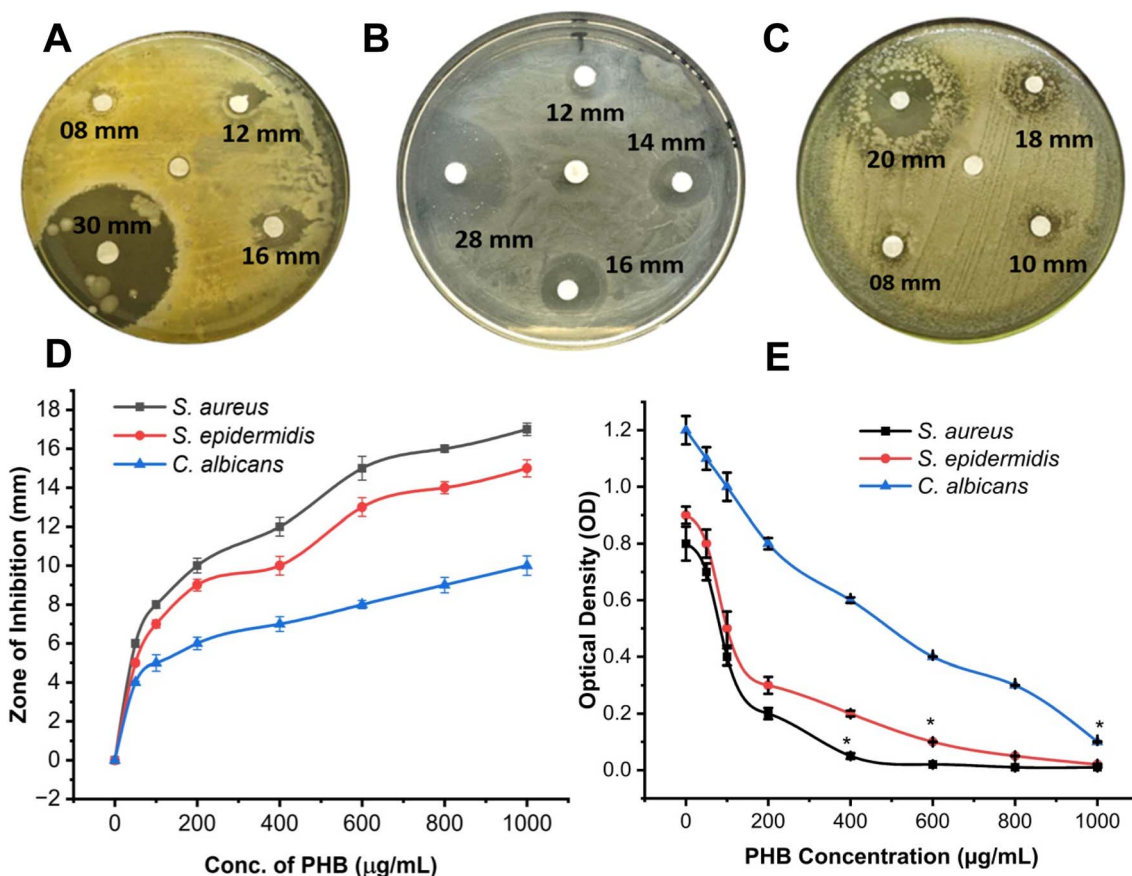 A
08 mm
12 mm
30 mm
16 mm
B
T
12 mm
14 mm
28 mm
16 mm
C
20 mm
18 mm
08 mm
10 mm
D
Zone of Inhibition (mm)
18
16
14
12
10
8
6
4
2
0
−2
S. aureus
S. epidermidis
C. albicans
0 200 400 600 800 1000
Conc. of PHB (μg/mL)
E
Optical Density (OD)
1.2
1.0
0.8
0.6
0.4
0.2
0.0
S. aureus
S. epidermidis
C. albicans
*
*
*
0 200 400 600 800 1000
PHB Concentration (μg/mL)